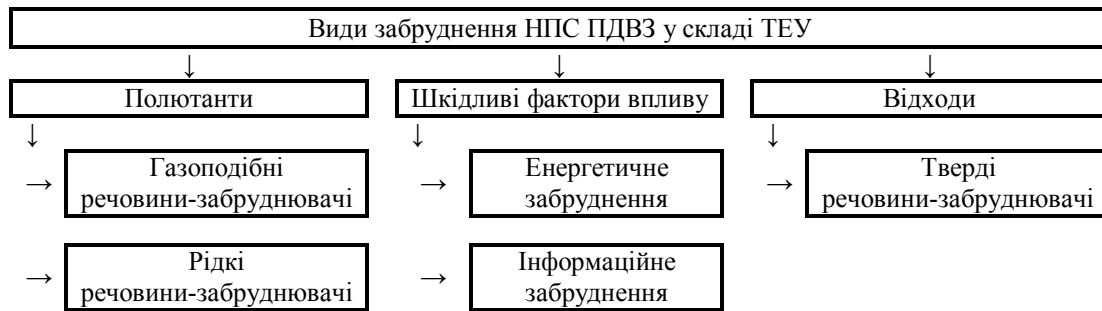 Види забруднення НПС ПДВЗ у складі ТЕУ
↓ ↓ ↓
Полютанти
Шкідливі фактори впливу
Відходи
↓ ↓ ↓
→ Газоподібні
речовини-забруднювачі
→ Енергетичне
забруднення
→ Тверді
речовини-забруднювачі
→ Рідкі
речовини-забруднювачі
→ Інформаційне
забруднення